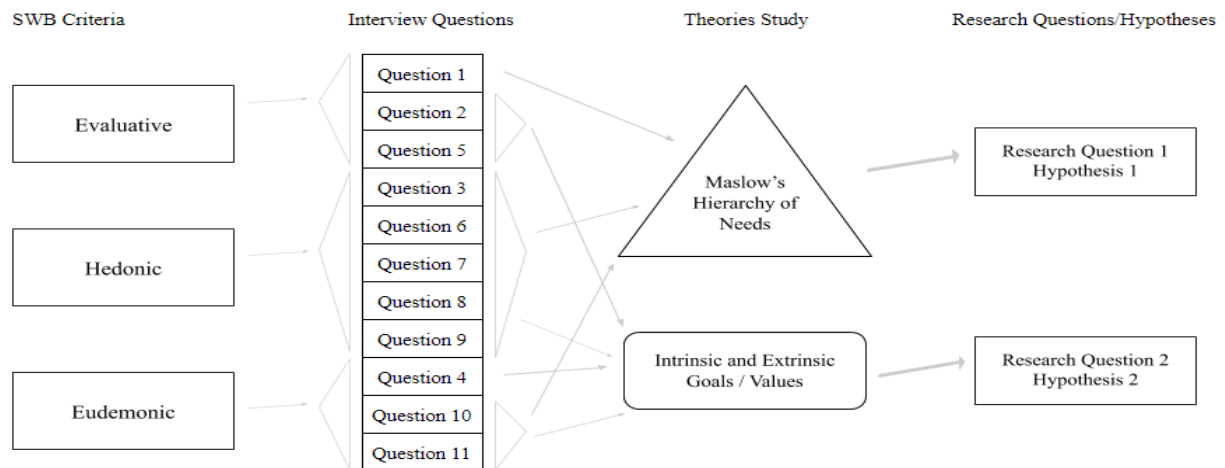 SWB Criteria
Interview Questions
Theories Study
Research Questions/Hypotheses
Evaluative
Hedonic
Eudemonic
Question 1
Question 2
Question 5
Question 3
Question 6
Question 7
Question 8
Question 9
Question 4
Question 10
Question 11
Maslow's
Hierarchy of
Needs
Intrinsic and Extrinsic
Goals / Values
Research Question 1
Hypothesis 1
Research Question 2
Hypothesis 2